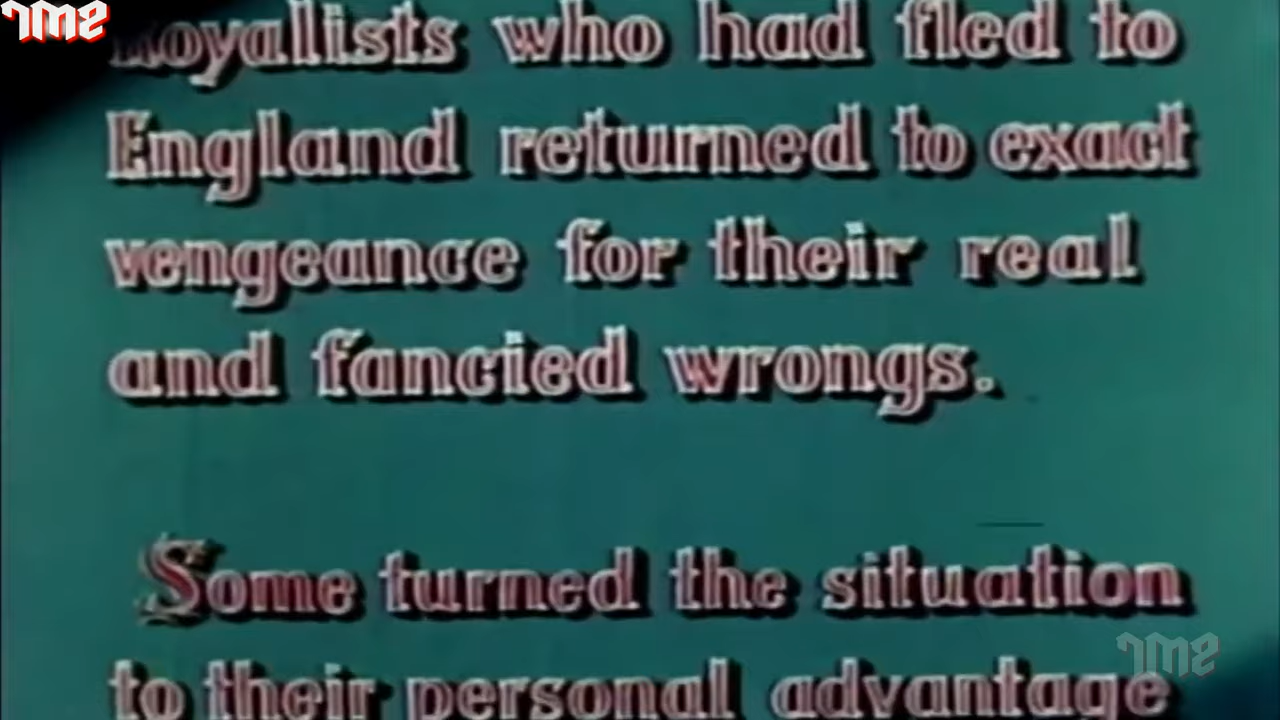 Royalists who had fled to
England returned to exact
vengeance for their real
and fancied wrongs.
Some turned the situation
to their personal advantage